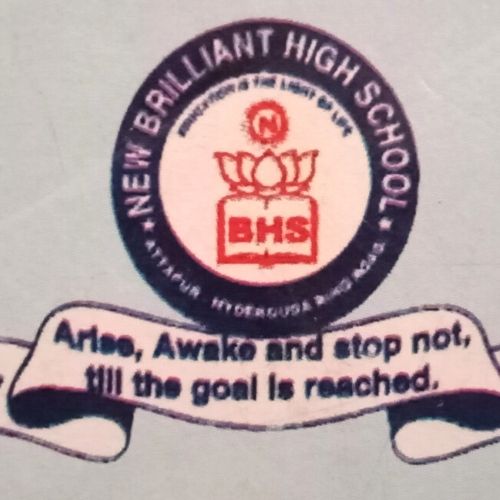 ★ NEW BRILLIANT HIGH SCHOOL ★
EDUCATION IS THE LIGHT OF LIFE
N
BHS
ATTAPUR HYDERGUDA RING ROAD.
Arise, Awake and stop not,
till the goal is reached.